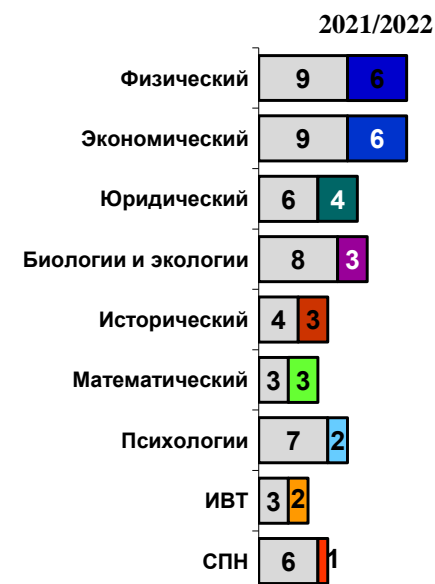 2021/2022
Физический 9 6
Экономический 9 6
Юридический 6 4
Биологии и экологии 8 3
Исторический 4 3
Математический 3 3
Психологии 7 2
ИВТ 3 2
СПН 6 1